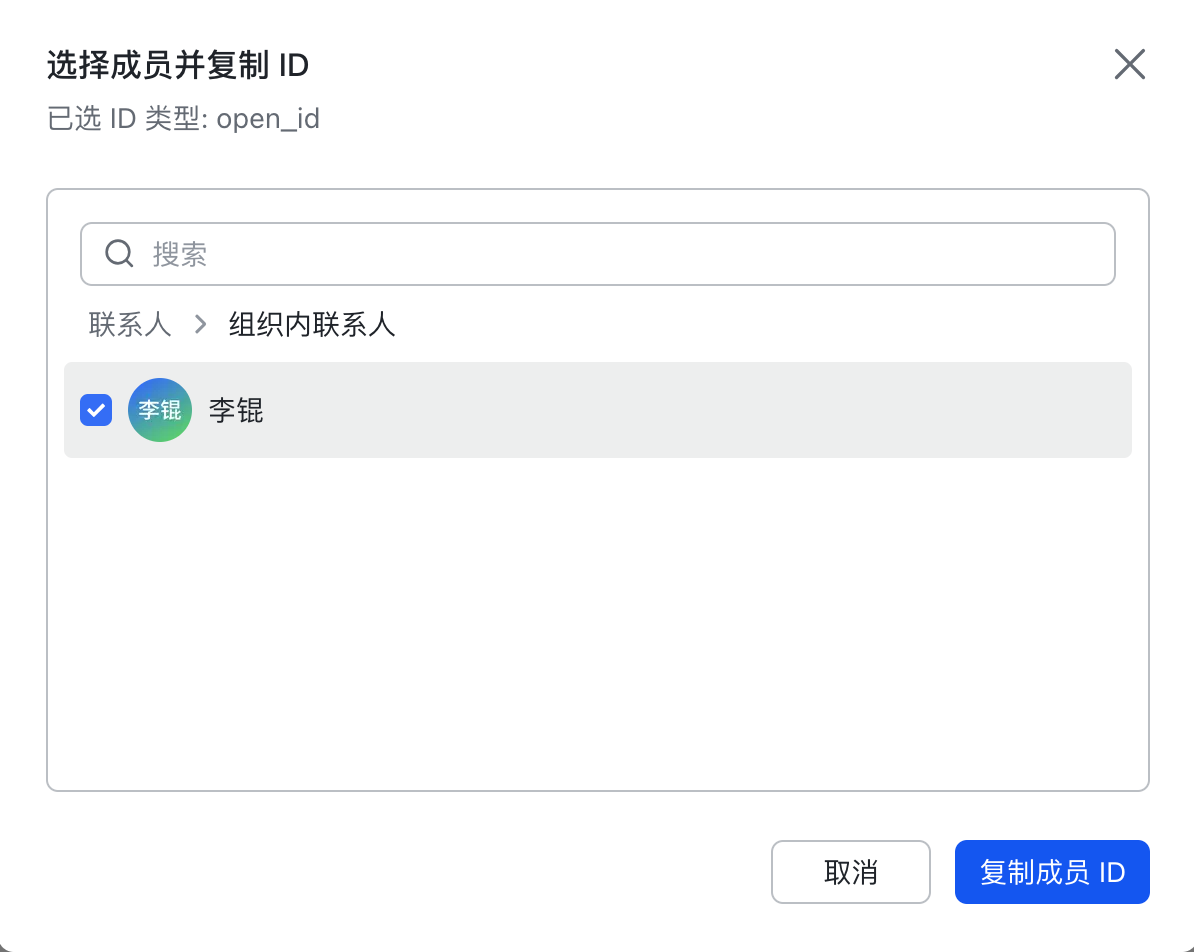 选择成员并复制 ID
已选 ID 类型: open_id
搜索
联系人 > 组织内联系人
李锟 李锟
取消 复制成员 ID